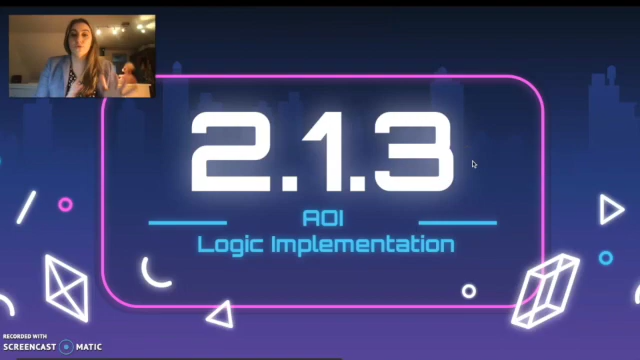 2.1.3
AOI
Logic Implementation
RECORDED WITH
SCREENCAST MATIC